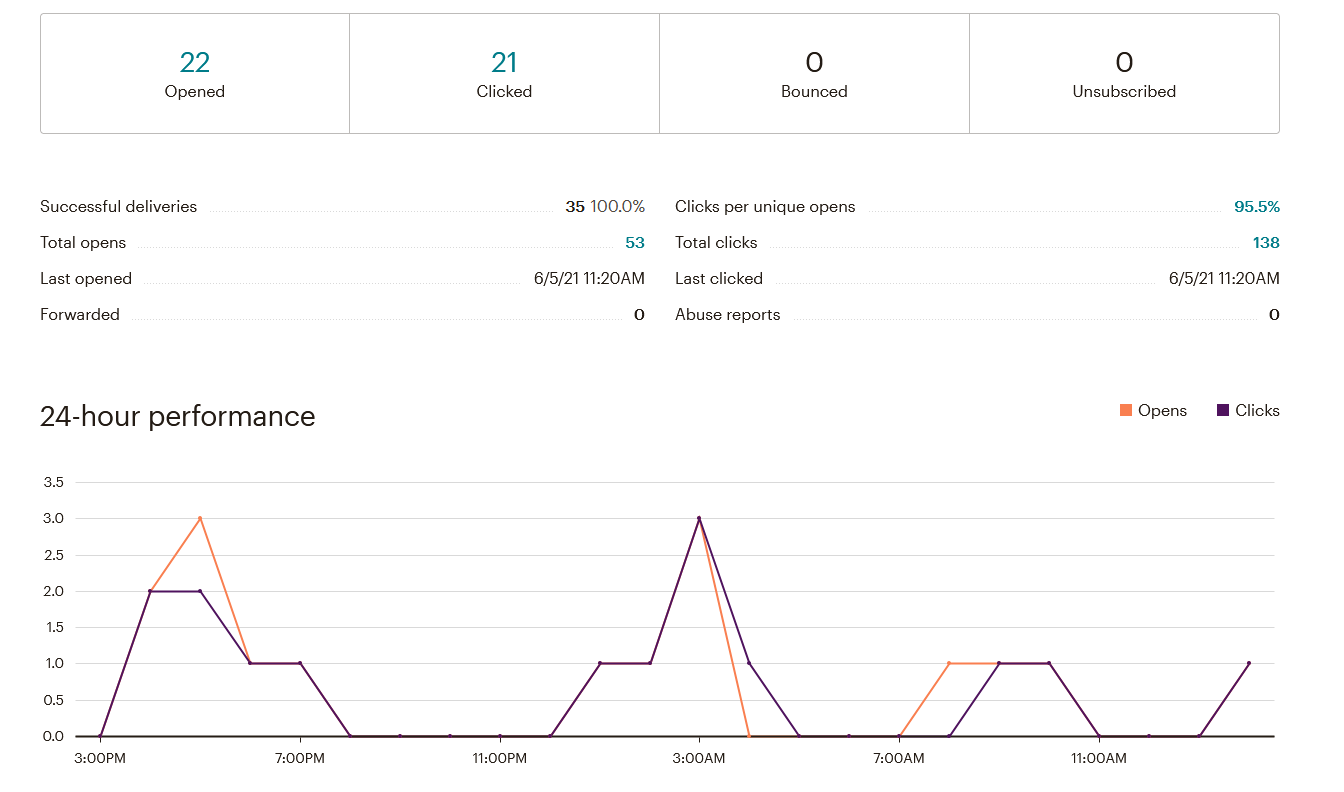 22 21 0 0
Opened Clicked Bounced Unsubscribed
Successful deliveries 35 100.0% Clicks per unique opens 95.5%
Total opens 53 Total clicks 138
Last opened 6/5/21 11:20AM Last clicked 6/5/21 11:20AM
Forwarded 0 Abuse reports 0
24-hour performance Opens Clicks
3.5
3.0
2.5
2.0
1.5
1.0
0.5
0.0
3:00PM 7:00PM 11:00PM 3:00AM 7:00AM 11:00AM